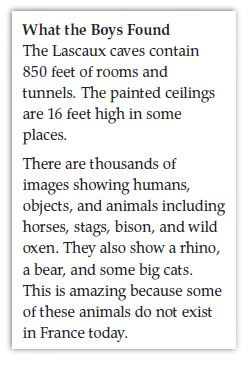 What the Boys Found
The Lascaux caves contain
850 feet of rooms and
tunnels. The painted ceilings
are 16 feet high in some
places.
There are thousands of
images showing humans,
objects, and animals including
horses, stags, bison, and wild
oxen. They also show a rhino,
a bear, and some big cats.
This is amazing because some
of these animals do not exist
in France today.